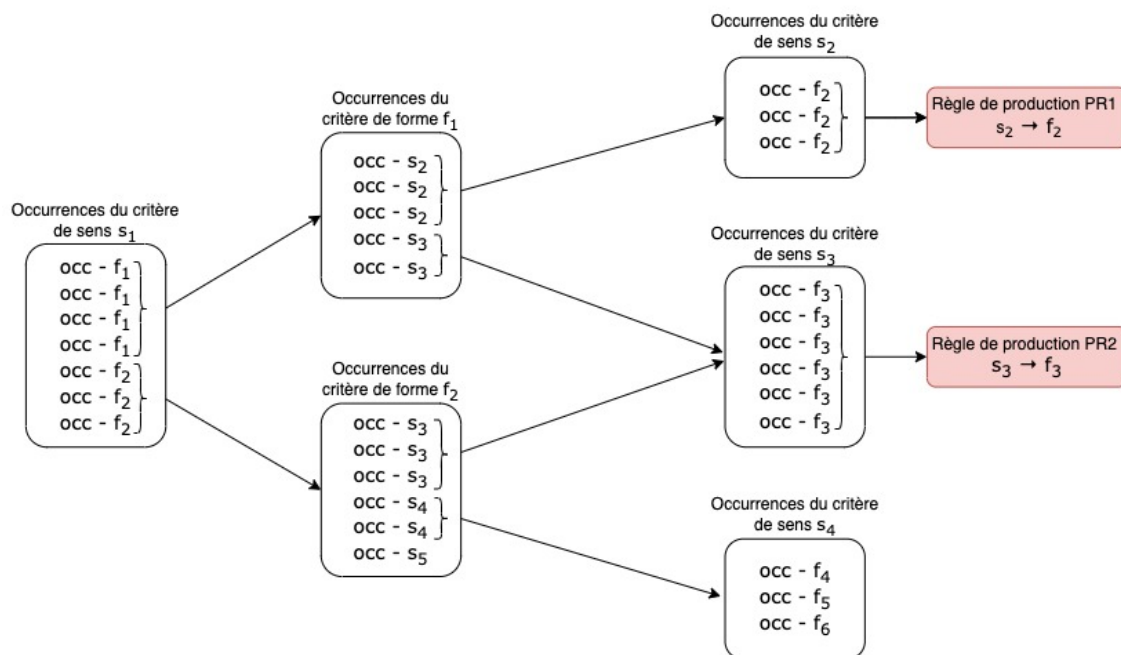 Occurrences du critère
de sens s₁
occ - f₁
occ - f₁
occ - f₁
occ - f₁
occ - f₂
occ - f₂
occ - f₂
Occurrences du
critère de forme f₁
occ - s₂
occ - s₂
occ - s₂
occ - s₃
occ - s₃
Occurrences du
critère de forme f₂
occ - s₃
occ - s₃
occ - s₃
occ - s₄
occ - s₄
occ - s₅
Occurrences du critère
de sens s₂
occ - f₂
occ - f₂
occ - f₂
Occurrences du critère
de sens s₃
occ - f₃
occ - f₃
occ - f₃
occ - f₃
occ - f₃
occ - f₃
Occurrences du critère
de sens s₄
occ - f₄
occ - f₅
occ - f₆
Règle de production PR1
s₂ → f₂
Règle de production PR2
s₃ → f₃